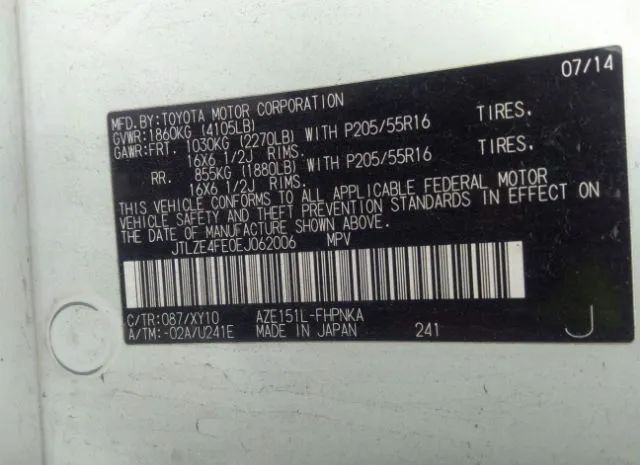 07/14
MFD.BY:TOYOTA MOTOR CORPORATION
GVWR:1860KG (4105LB)
GAWR:FRT. 1030KG (2270LB) WITH P205/55R16 TIRES.
16X6 1/2J RIMS.
RR. 855KG (1880LB) WITH P205/55R16 TIRES.
16X6 1/2J RIMS.
THIS VEHICLE CONFORMS TO ALL APPLICABLE FEDERAL MOTOR
VEHICLE SAFETY AND THEFT PREVENTION STANDARDS IN EFFECT ON
THE DATE OF MANUFACTURE SHOWN ABOVE.
JTLZE4FE0EJ062006 MPV
C/TR:087/XY10 AZE151L-FHPNKA
A/TM:-02A/U241E MADE IN JAPAN 241 J